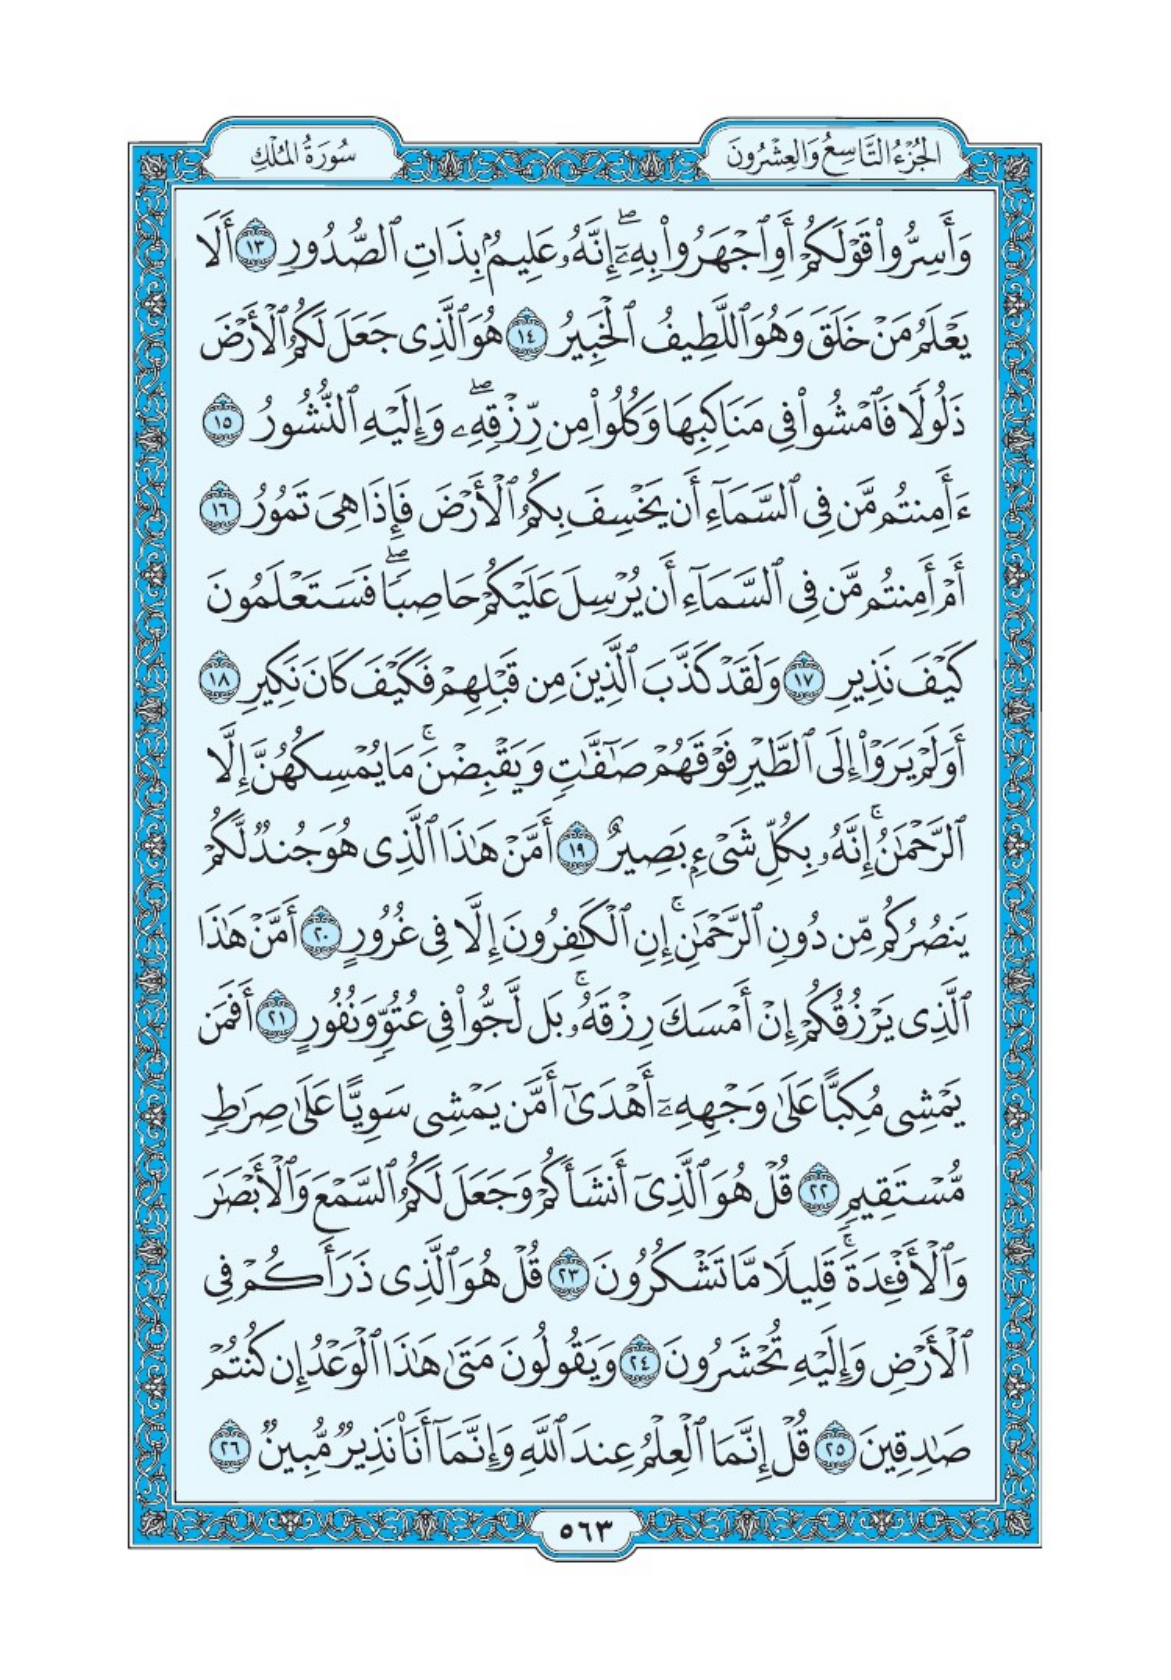 الجُزْءُ التَّاسِعُ وَالعِشْرُونَ
سُورَةُ المُلْكِ
وَأَسِرُّوا۟ قَوْلَكُمْ أَوِ ٱجْهَرُوا۟ بِهِۦٓ ۖ إِنَّهُۥ عَلِيمٌۢ بِذَاتِ ٱلصُّدُورِ ١٣ أَلَا
يَعْلَمُ مَنْ خَلَقَ وَهُوَ ٱللَّطِيفُ ٱلْخَبِيرُ ١٤ هُوَ ٱلَّذِى جَعَلَ لَكُمُ ٱلْأَرْضَ
ذَلُولًا فَٱمْشُوا۟ فِى مَنَاكِبِهَا وَكُلُوا۟ مِن رِّزْقِهِۦ ۖ وَإِلَيْهِ ٱلنُّشُورُ ١٥
ءَأَمِنتُم مَّن فِى ٱلسَّمَآءِ أَن يَخْسِفَ بِكُمُ ٱلْأَرْضَ فَإِذَا هِىَ تَمُورُ ١٦
أَمْ أَمِنتُم مَّن فِى ٱلسَّمَآءِ أَن يُرْسِلَ عَلَيْكُمْ حَاصِبًا ۖ فَسَتَعْلَمُونَ
كَيْفَ نَذِيرِ ١٧ وَلَقَدْ كَذَّبَ ٱلَّذِينَ مِن قَبْلِهِمْ فَكَيْفَ كَانَ نَكِيرِ ١٨
أَوَلَمْ يَرَوْا۟ إِلَى ٱلطَّيْرِ فَوْقَهُمْ صَـٰٓفَّـٰتٍ وَيَقْبِضْنَ ۚ مَا يُمْسِكُهُنَّ إِلَّا
ٱلرَّحْمَـٰنُ ۚ إِنَّهُۥ بِكُلِّ شَىْءٍۭ بَصِيرٌ ١٩ أَمَّنْ هَـٰذَا ٱلَّذِى هُوَ جُندٌ لَّكُمْ
يَنصُرُكُم مِّن دُونِ ٱلرَّحْمَـٰنِ ۚ إِنِ ٱلْكَـٰفِرُونَ إِلَّا فِى غُرُورٍ ٢٠ أَمَّنْ هَـٰذَا
ٱلَّذِى يَرْزُقُكُمْ إِنْ أَمْسَكَ رِزْقَهُۥ ۚ بَل لَّجُّوا۟ فِى عُتُوٍّ وَنُفُورٍ ٢١ أَفَمَن
يَمْشِى مُكِبًّا عَلَىٰ وَجْهِهِۦٓ أَهْدَىٰٓ أَمَّن يَمْشِى سَوِيًّا عَلَىٰ صِرَٰطٍ
مُّسْتَقِيمٍ ٢٢ قُلْ هُوَ ٱلَّذِىٓ أَنشَأَكُمْ وَجَعَلَ لَكُمُ ٱلسَّمْعَ وَٱلْأَبْصَـٰرَ
وَٱلْأَفْـِٔدَةَ ۖ قَلِيلًا مَّا تَشْكُرُونَ ٢٣ قُلْ هُوَ ٱلَّذِى ذَرَأَكُمْ فِى
ٱلْأَرْضِ وَإِلَيْهِ تُحْشَرُونَ ٢٤ وَيَقُولُونَ مَتَىٰ هَـٰذَا ٱلْوَعْدُ إِن كُنتُمْ
صَـٰدِقِينَ ٢٥ قُلْ إِنَّمَا ٱلْعِلْمُ عِندَ ٱللَّهِ وَإِنَّمَآ أَنَا۠ نَذِيرٌ مُّبِينٌ ٢٦
٥٦٣